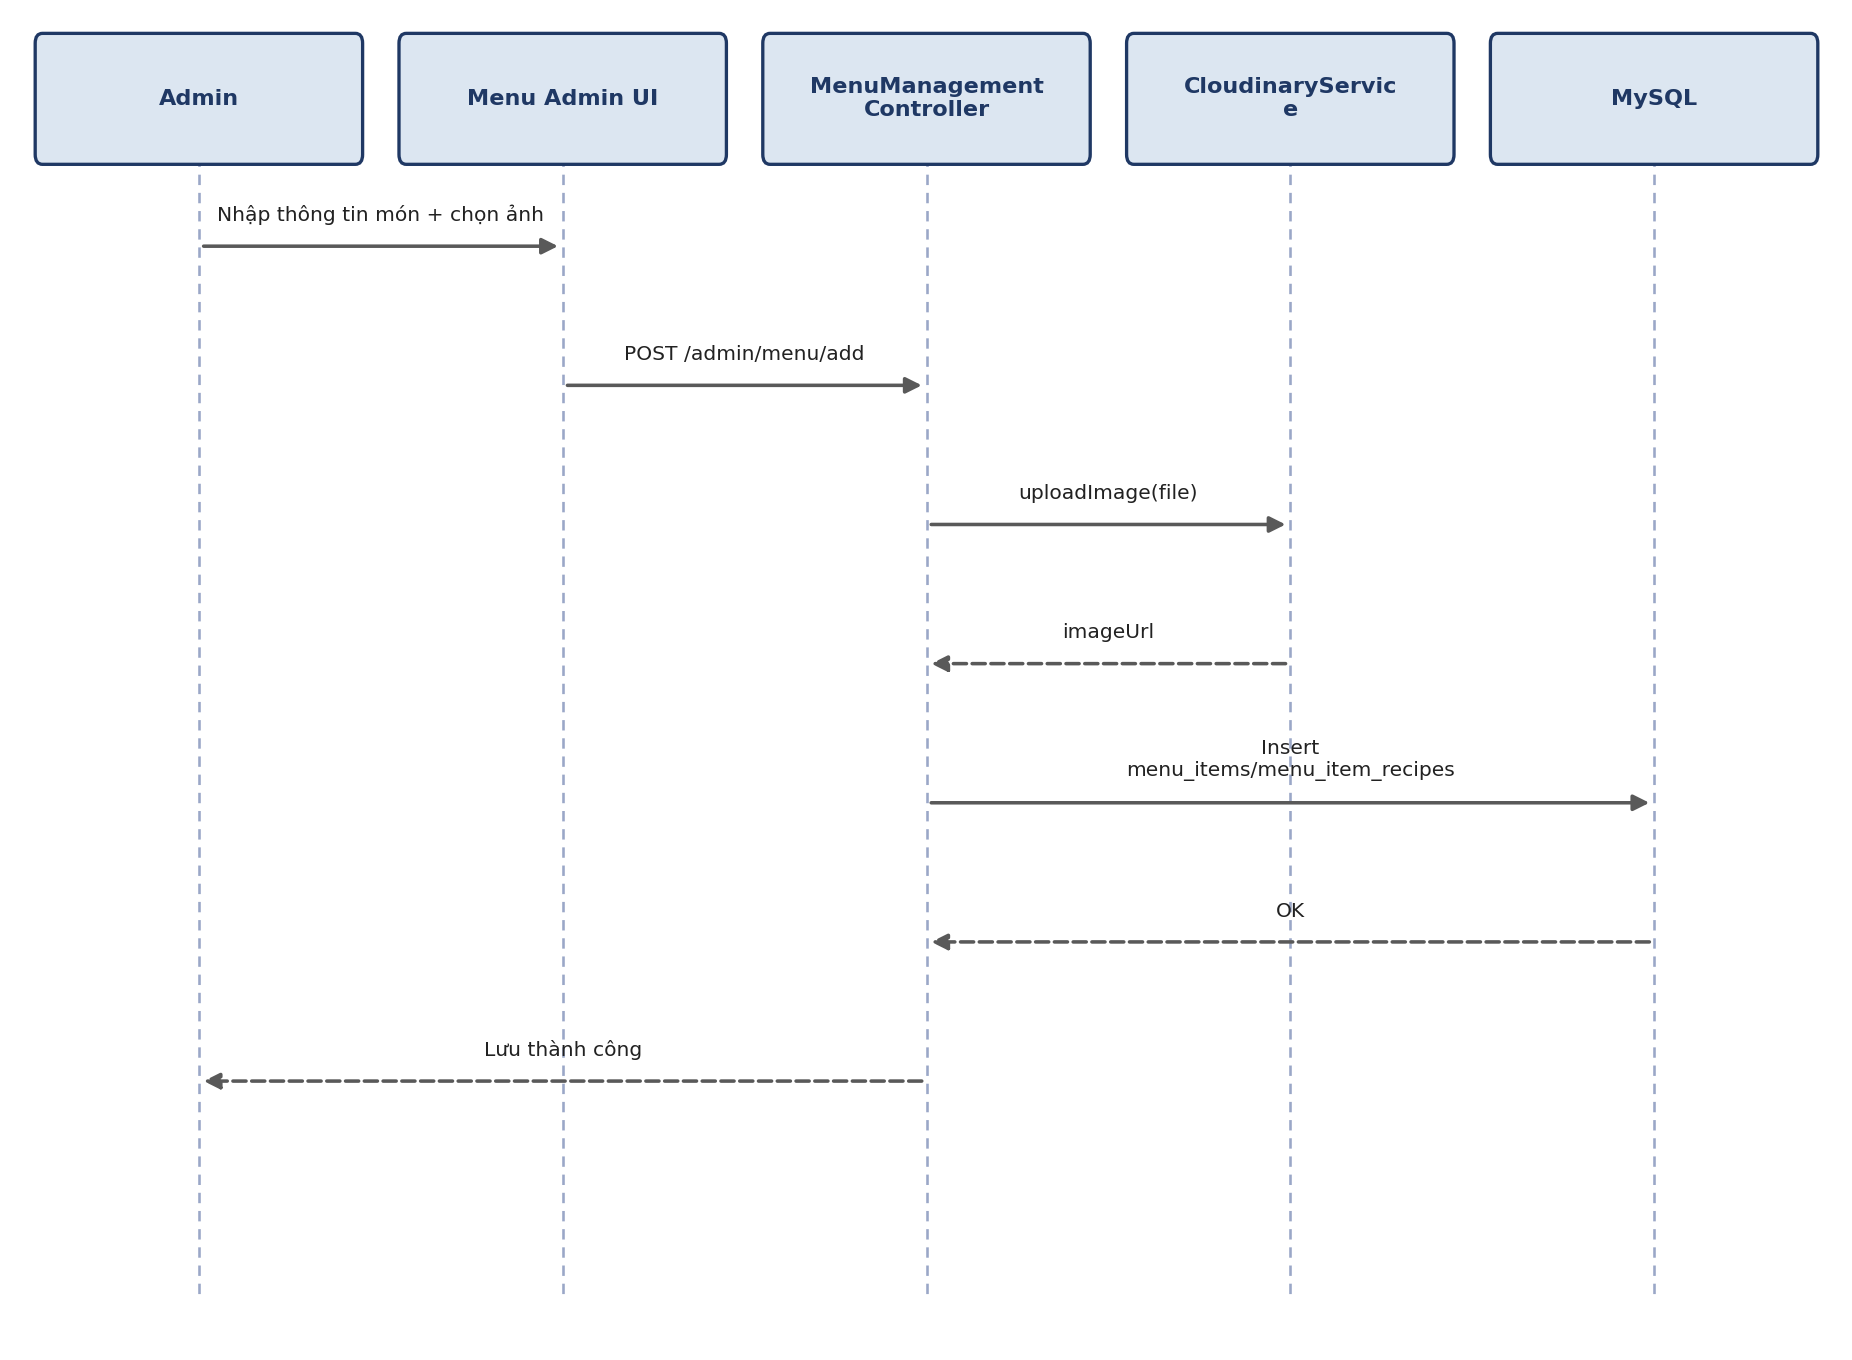 Admin
Menu Admin UI
MenuManagement
Controller
CloudinaryServic
e
MySQL
Nhập thông tin món + chọn ảnh
POST /admin/menu/add
uploadImage(file)
imageUrl
Insert
menu_items/menu_item_recipes
OK
Lưu thành công